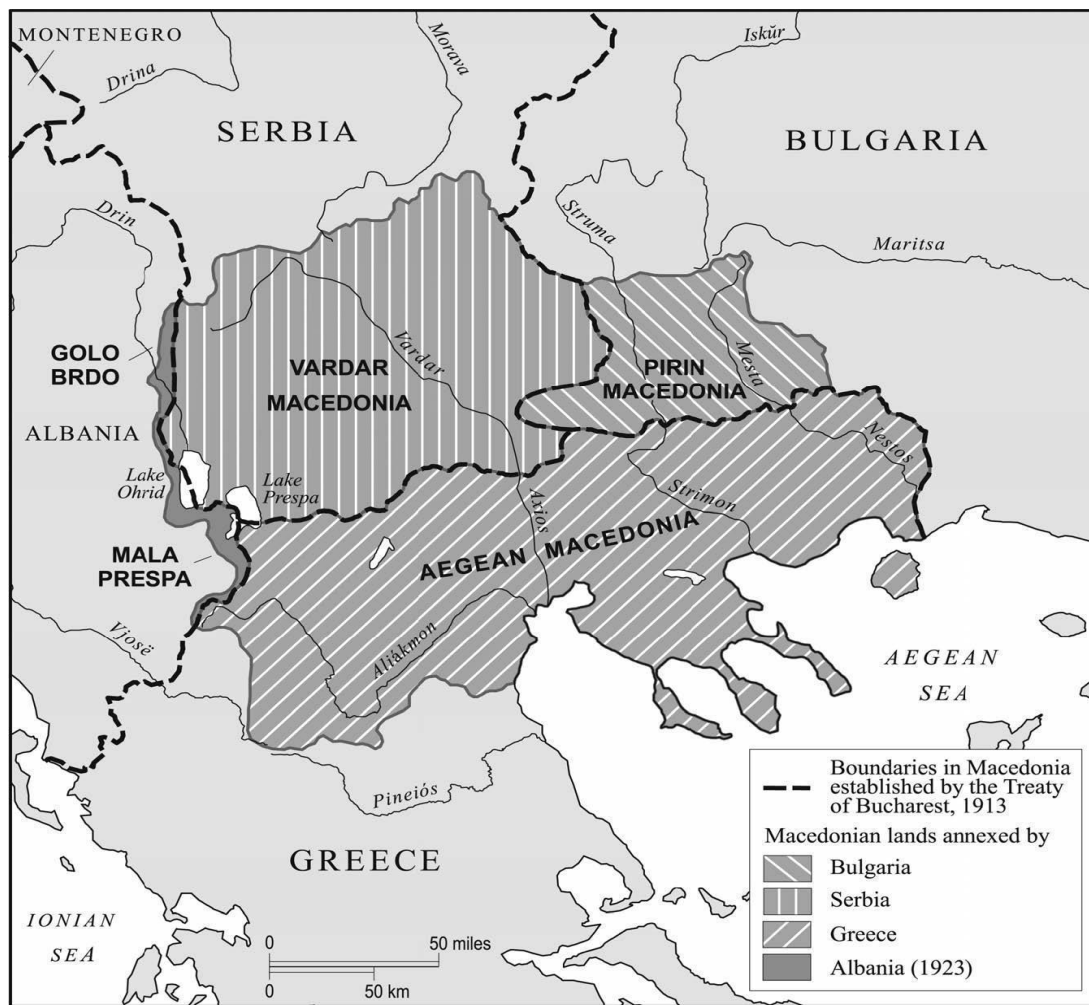 MONTENEGRO
Drina
Morava
Iskŭr
SERBIA
BULGARIA
Drin
Struma
Maritsa
GOLO
BRDO
VARDAR
MACEDONIA
Vardar
PIRIN
MACEDONIA
Mesta
ALBANIA
Nestos
Lake
Ohrid
Lake
Prespa
Axios
Strimon
MALA
PRESPA
AEGEAN MACEDONIA
Vjosë
Aliákmon
AEGEAN
SEA
Pineiós
GREECE
IONIAN
SEA
0 50 miles
0 50 km
Boundaries in Macedonia
established by the Treaty
of Bucharest, 1913
Macedonian lands annexed by
Bulgaria
Serbia
Greece
Albania (1923)